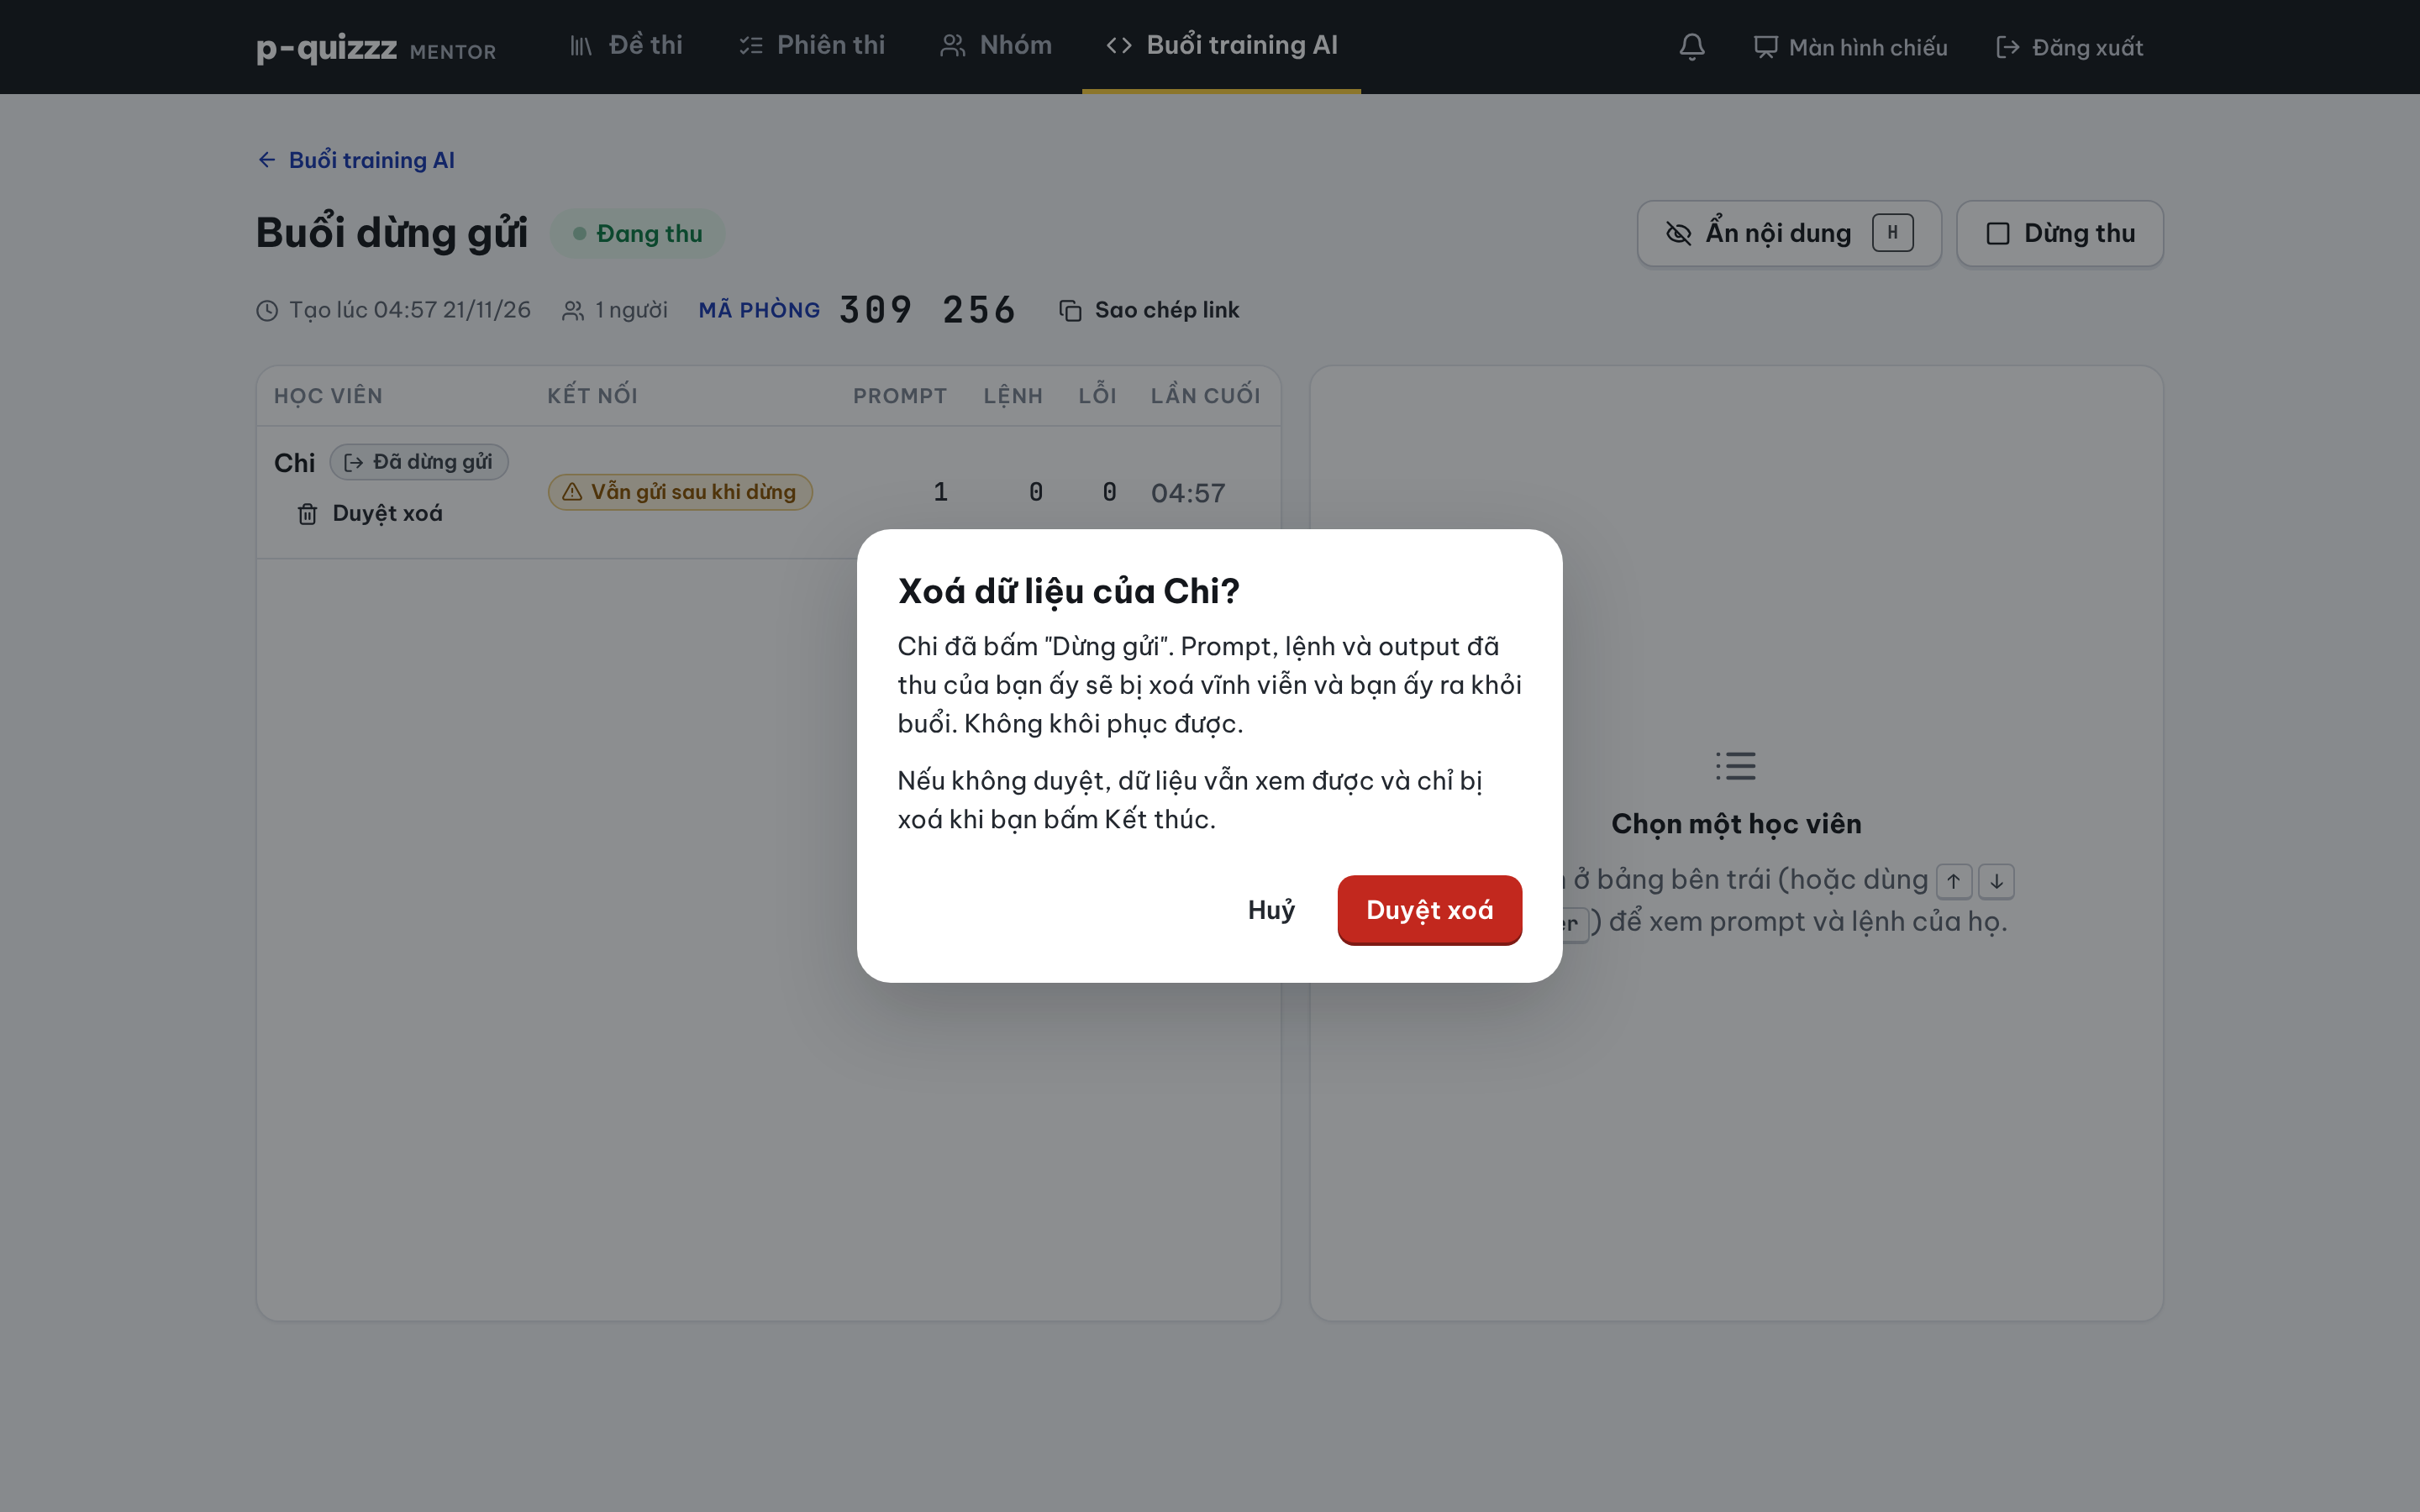 p-quizzz MENTOR
Đề thi
Phiên thi
Nhóm
Buổi training AI
Màn hình chiếu
Đăng xuất
Buổi training AI
Buổi dừng gửi
Đang thu
Ẩn nội dung H
Dừng thu
Tạo lúc 04:57 21/11/26
1 người
MÃ PHÒNG 309 256
Sao chép link
HỌC VIÊN KẾT NỐI PROMPT LỆNH LỖI LẦN CUỐI
Chi Đã dừng gửi
Duyệt xoá
Vẫn gửi sau khi dừng 1 0 0 04:57
Xoá dữ liệu của Chi?
Chi đã bấm "Dừng gửi". Prompt, lệnh và output đã
thu của bạn ấy sẽ bị xoá vĩnh viễn và bạn ấy ra khỏi
buổi. Không khôi phục được.
Nếu không duyệt, dữ liệu vẫn xem được và chỉ bị
xoá khi bạn bấm Kết thúc.
Huỷ
Duyệt xoá
Chọn một học viên
ở bảng bên trái (hoặc dùng ↑ ↓
) để xem prompt và lệnh của họ.